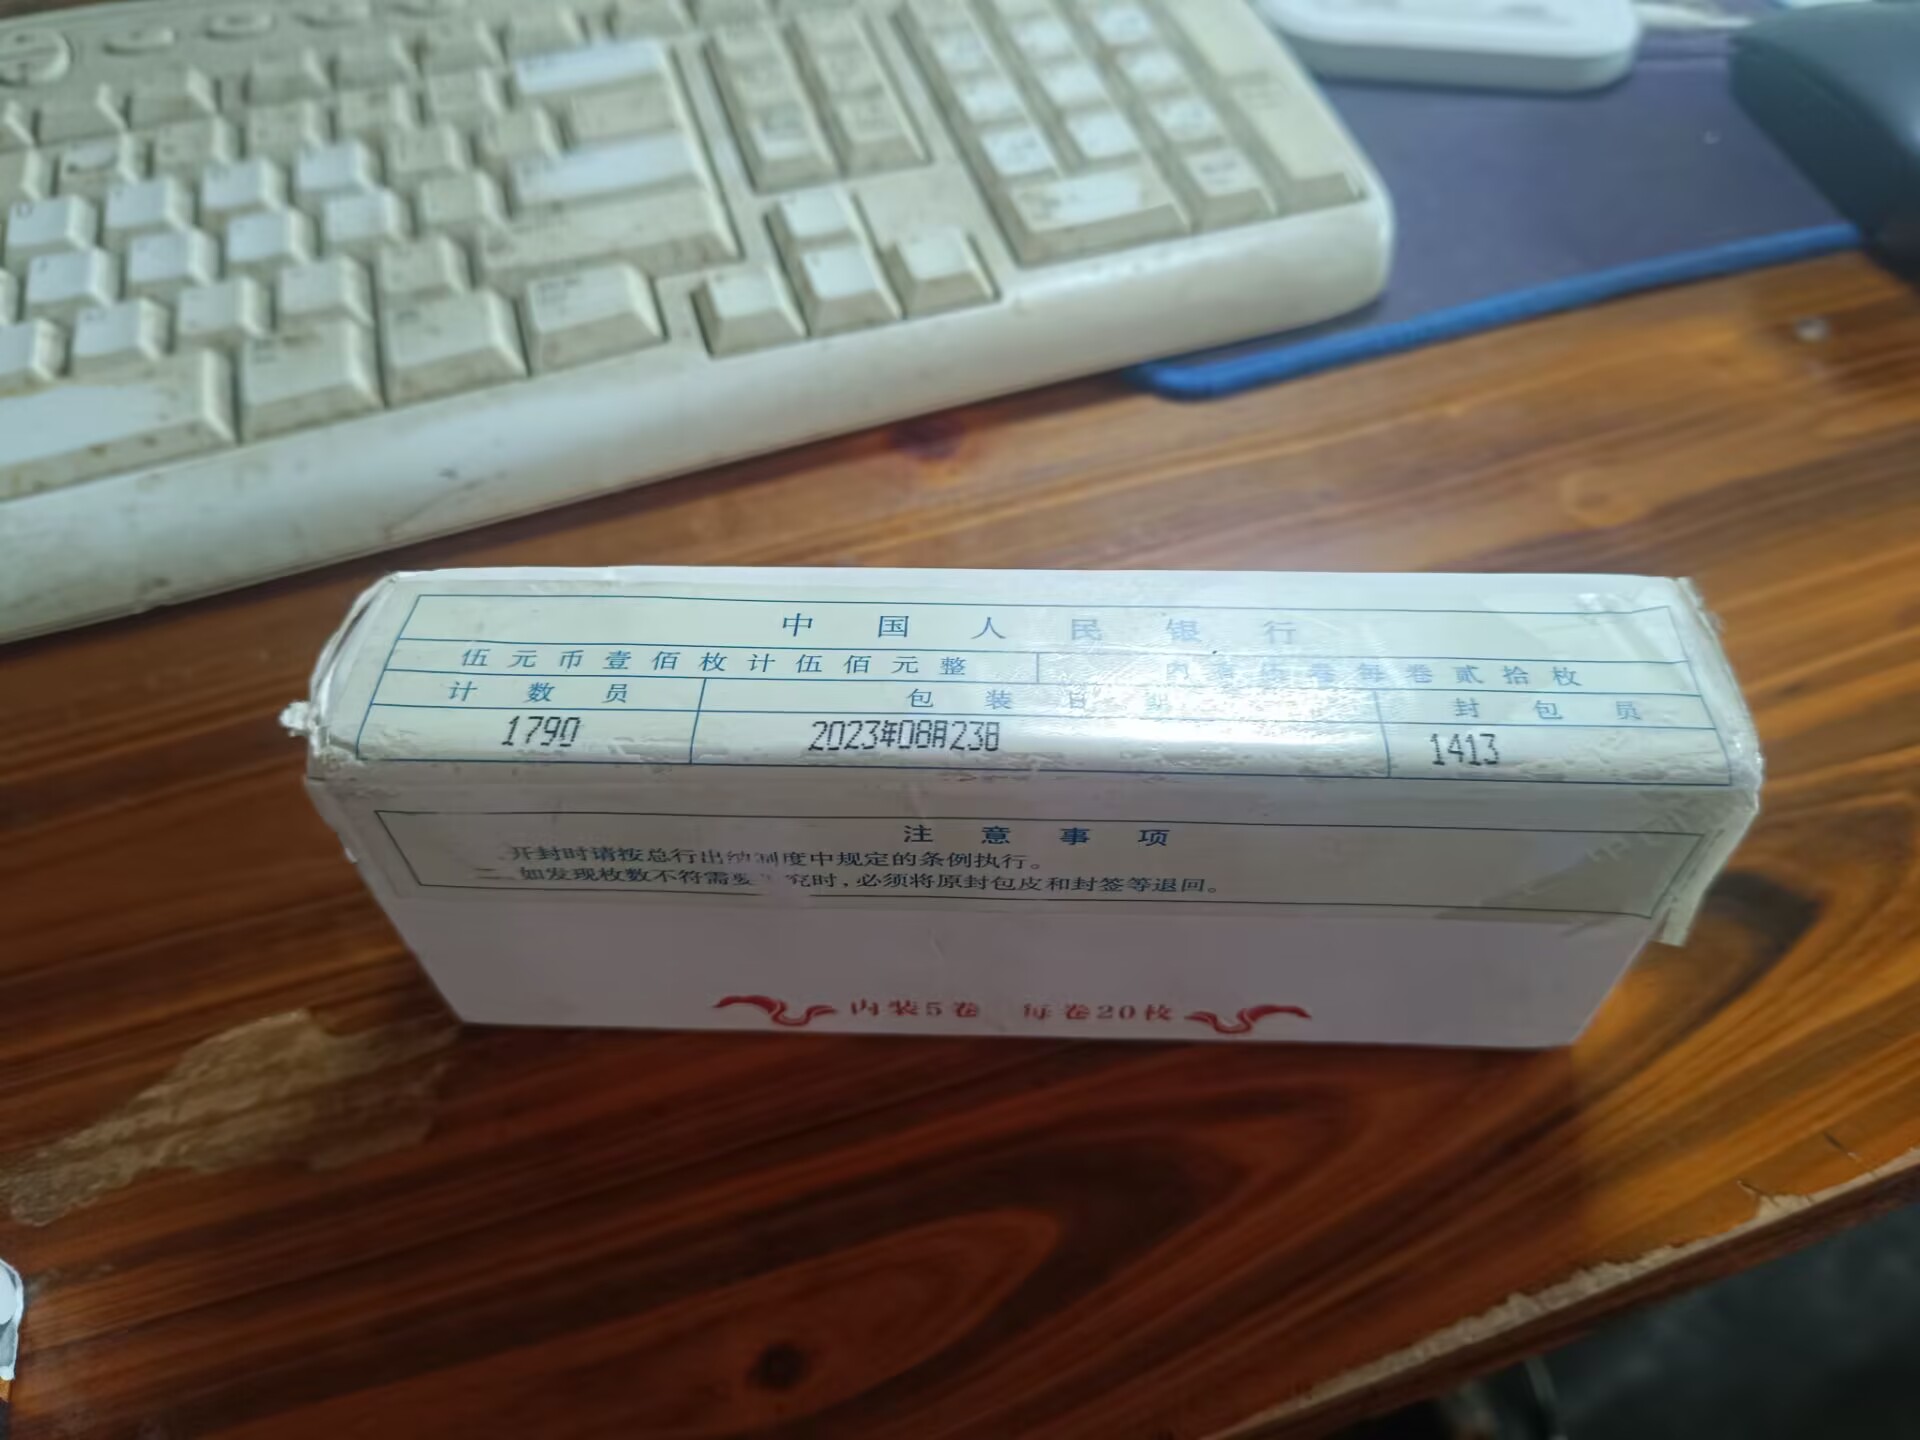 中国人民银行
伍元币壹佰枚计伍佰元整 内 卷每卷贰拾枚
计数员 包装日期 封包员
1790 2023年08月23日 1413
注意事项
开封时请按总行出纳制度中规定的条例执行。
二 如发现枚数不符需要 究时，必须将原封包皮和封签等退回。
内装5卷 每卷20枚